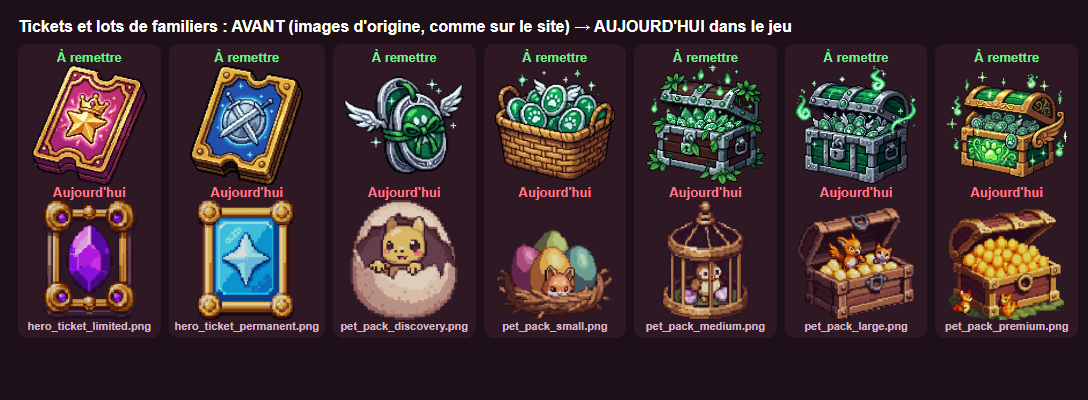 Tickets et lots de familiers : AVANT (images d'origine, comme sur le site) → AUJOURD'HUI dans le jeu
À remettre À remettre À remettre À remettre À remettre À remettre À remettre
Aujourd'hui Aujourd'hui Aujourd'hui Aujourd'hui Aujourd'hui Aujourd'hui Aujourd'hui
hero_ticket_limited.png hero_ticket_permanent.png pet_pack_discovery.png pet_pack_small.png pet_pack_medium.png pet_pack_large.png pet_pack_premium.png